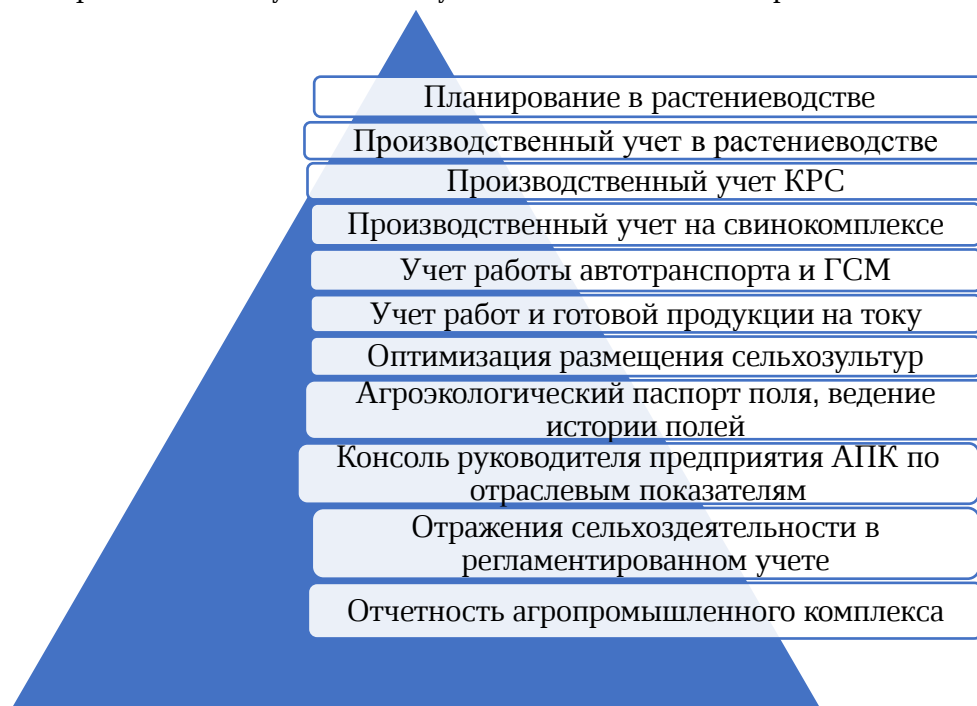 Планирование в растениеводстве
Производственный учет в растениеводстве
Производственный учет КРС
Производственный учет на свинокомплексе
Учет работы автотранспорта и ГСМ
Учет работ и готовой продукции на току
Оптимизация размещения сельхозультур
Агроэкологический паспорт поля, ведение
истории полей
Консоль руководителя предприятия АПК по
отраслевым показателям
Отражения сельхоздеятельности в
регламентированном учете
Отчетность агропромышленного комплекса